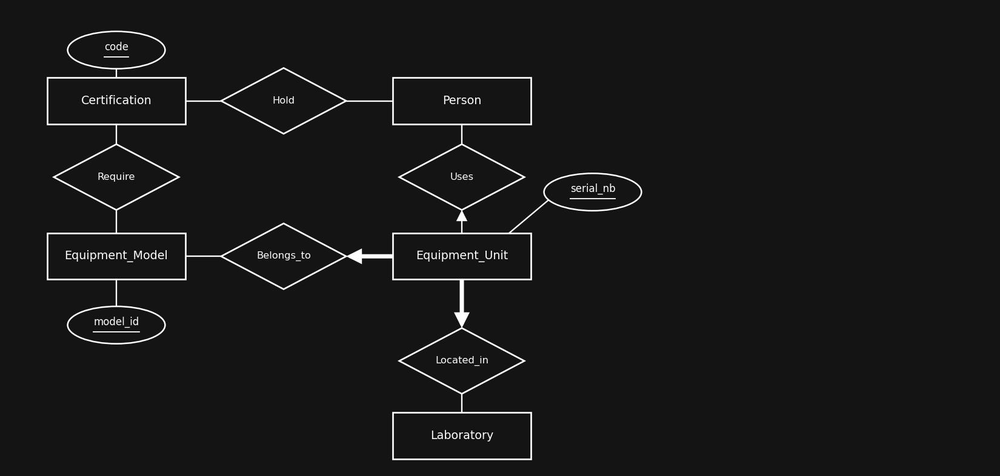 code
Certification
Hold
Person
Require
Uses
serial_nb
Equipment_Model
Belongs_to
Equipment_Unit
model_id
Located_in
Laboratory